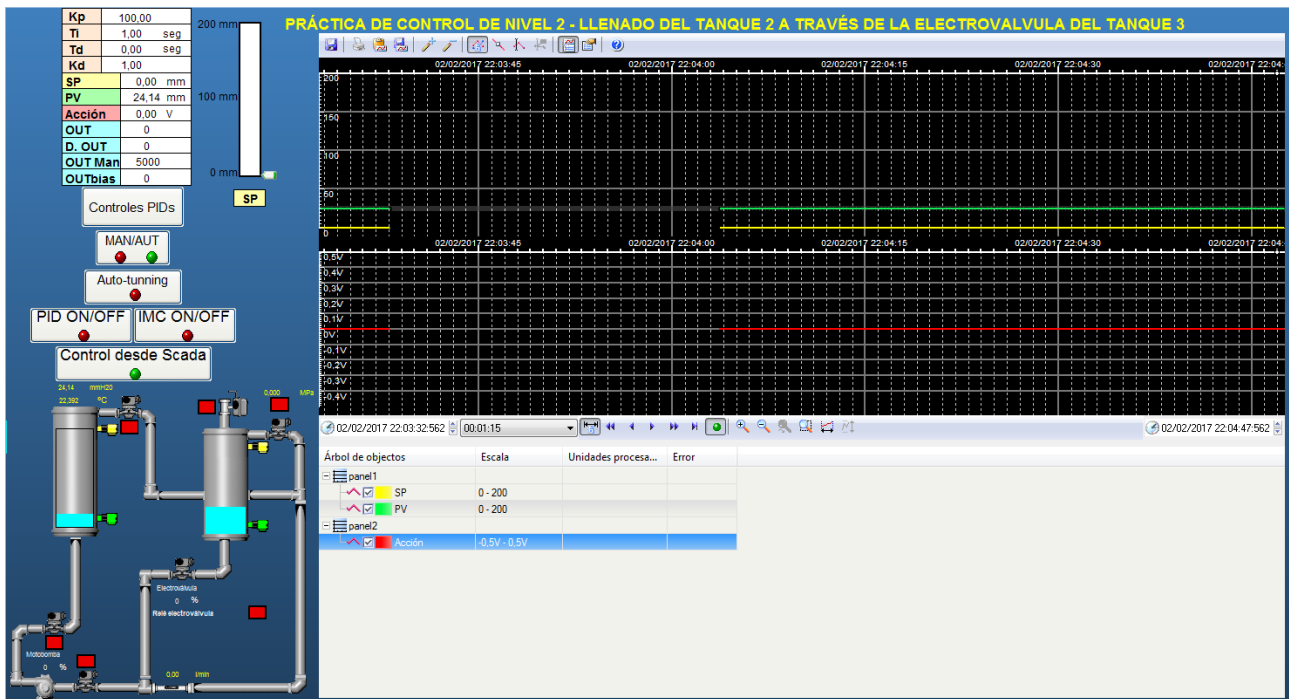 PRÁCTICA DE CONTROL DE NIVEL 2 - LLENADO DEL TANQUE 2 A TRAVÉS DE LA ELECTROVALVULA DEL TANQUE 3
Kp 100,00
Ti 1,00 seg
Td 0,00 seg
Kd 1,00
SP 0,00 mm
PV 24,14 mm
Acción 0,00 V
OUT 0
D. OUT 0
OUT Man 5000
OUTbias 0
200 mm
100 mm
0 mm
SP
Controles PIDs
MAN/AUT
Auto-tunning
PID ON/OFF IMC ON/OFF
Control desde Scada
24,14 mmH20
22,392 ºC
0,000 MPa
Electroválvula
0 %
Relé electroválvula
Motobomba
0 %
0,00 l/min
02/02/2017 22:03:45 02/02/2017 22:04:00 02/02/2017 22:04:15 02/02/2017 22:04:30 02/02/2017 22:04:
200
150
100
50
0
02/02/2017 22:03:45 02/02/2017 22:04:00 02/02/2017 22:04:15 02/02/2017 22:04:30 02/02/2017 22:04:
0,5V
0,4V
0,3V
0,2V
0,1V
0V
-0,1V
-0,2V
-0,3V
-0,4V
02/02/2017 22:03:32:562 00:01:15 02/02/2017 22:04:47:562
Árbol de objectos Escala Unidades procesa... Error
panel1
SP 0 - 200
PV 0 - 200
panel2
Acción -0,5V - 0,5V